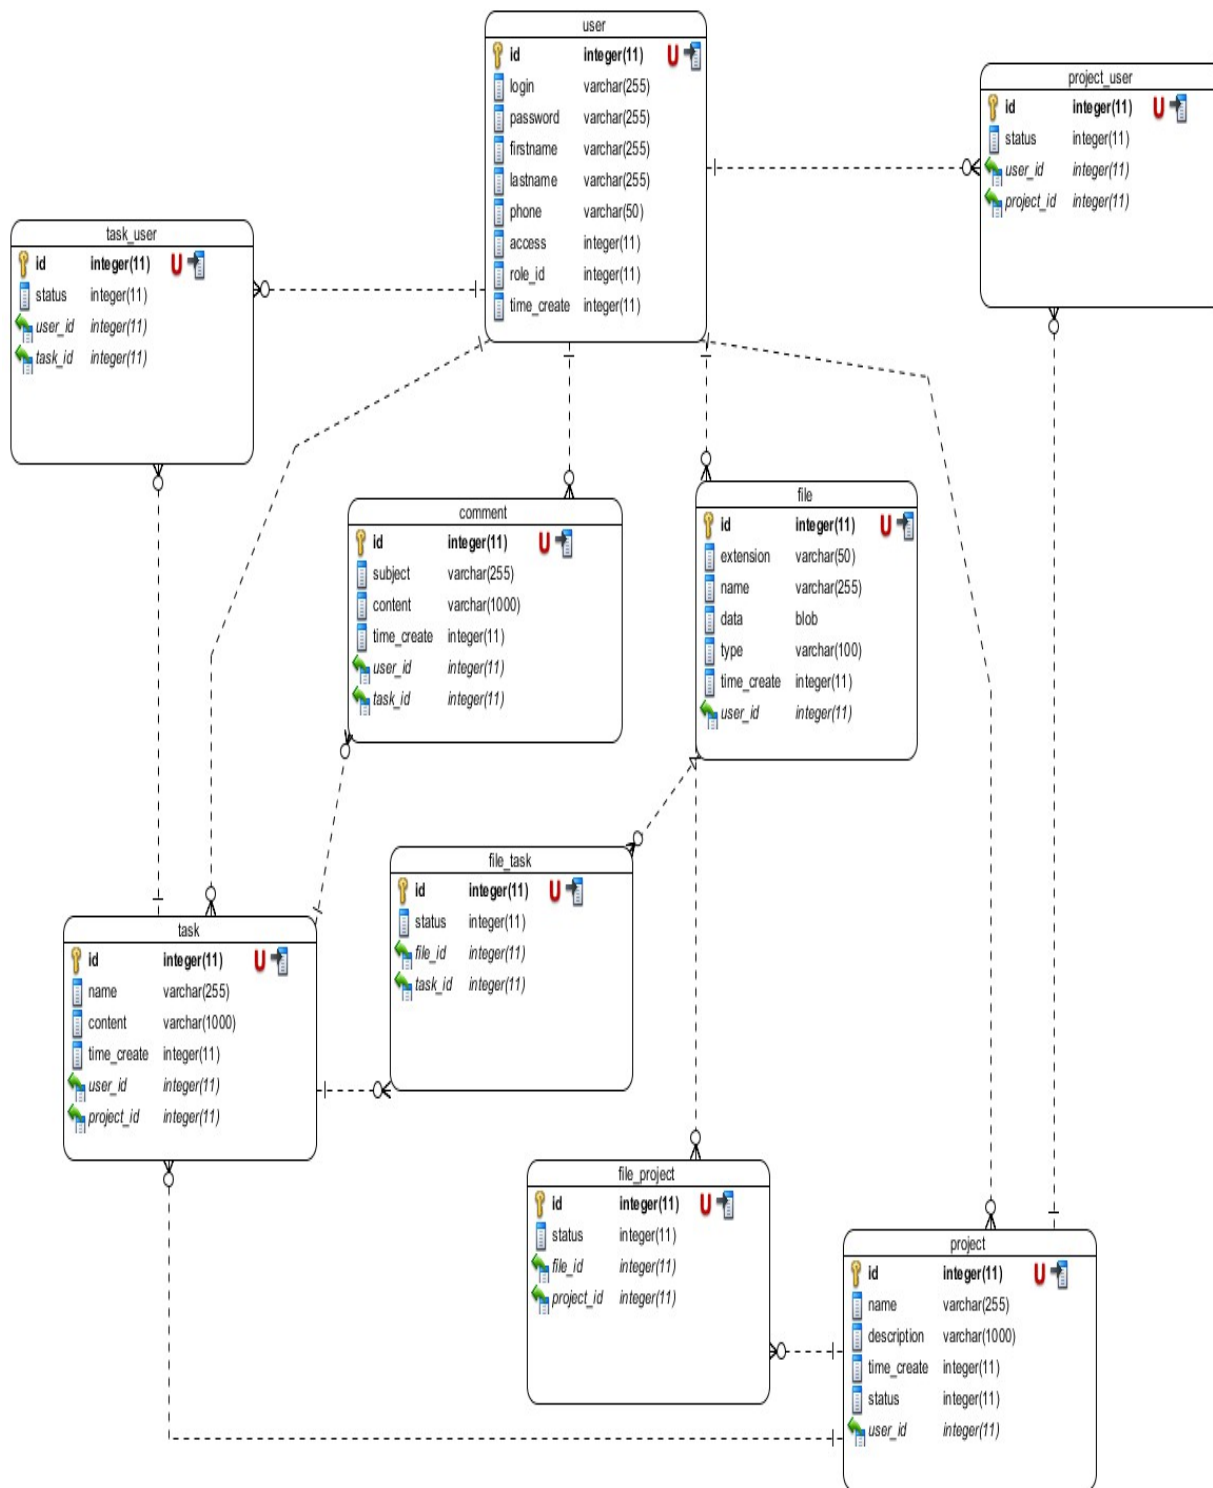 user
id integer(11) U
login varchar(255)
password varchar(255)
firstname varchar(255)
lastname varchar(255)
phone varchar(50)
access integer(11)
role_id integer(11)
time_create integer(11)
project_user
id integer(11) U
status integer(11)
user_id integer(11)
project_id integer(11)
task_user
id integer(11) U
status integer(11)
user_id integer(11)
task_id integer(11)
comment
id integer(11) U
subject varchar(255)
content varchar(1000)
time_create integer(11)
user_id integer(11)
task_id integer(11)
file
id integer(11) U
extension varchar(50)
name varchar(255)
data blob
type varchar(100)
time_create integer(11)
user_id integer(11)
file_task
id integer(11) U
status integer(11)
file_id integer(11)
task_id integer(11)
task
id integer(11) U
name varchar(255)
content varchar(1000)
time_create integer(11)
user_id integer(11)
project_id integer(11)
file_project
id integer(11) U
status integer(11)
file_id integer(11)
project_id integer(11)
project
id integer(11) U
name varchar(255)
description varchar(1000)
time_create integer(11)
status integer(11)
user_id integer(11)